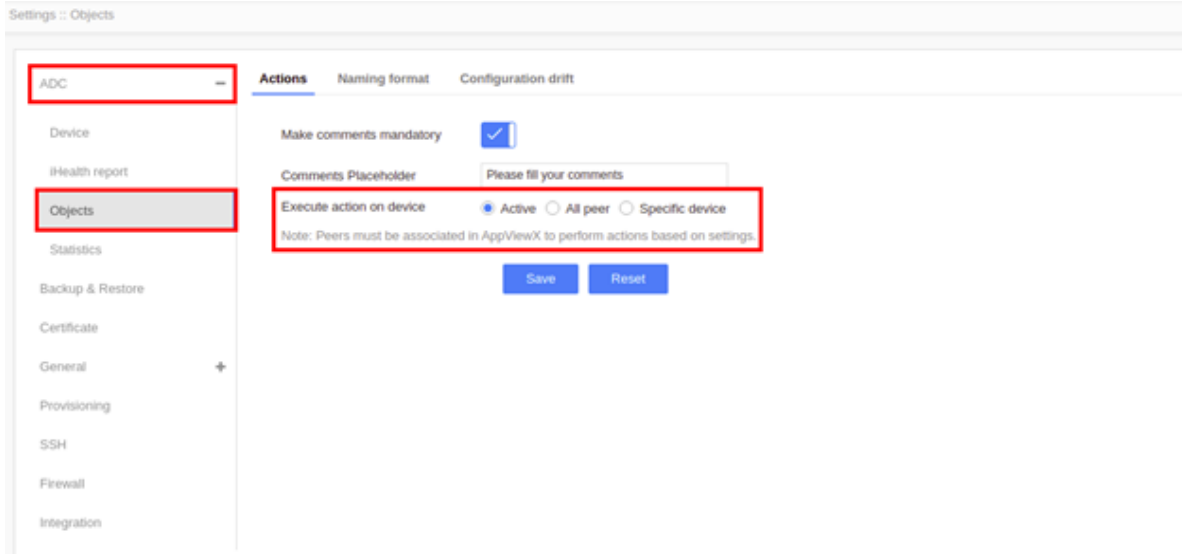 Settings :: Objects
ADC
Device
iHealth report
Objects
Statistics
Backup & Restore
Certificate
General
Provisioning
SSH
Firewall
Integration
Actions Naming format Configuration drift
Make comments mandatory
Comments Placeholder Please fill your comments
Execute action on device Active All peer Specific device
Note: Peers must be associated in AppViewX to perform actions based on settings.
Save Reset